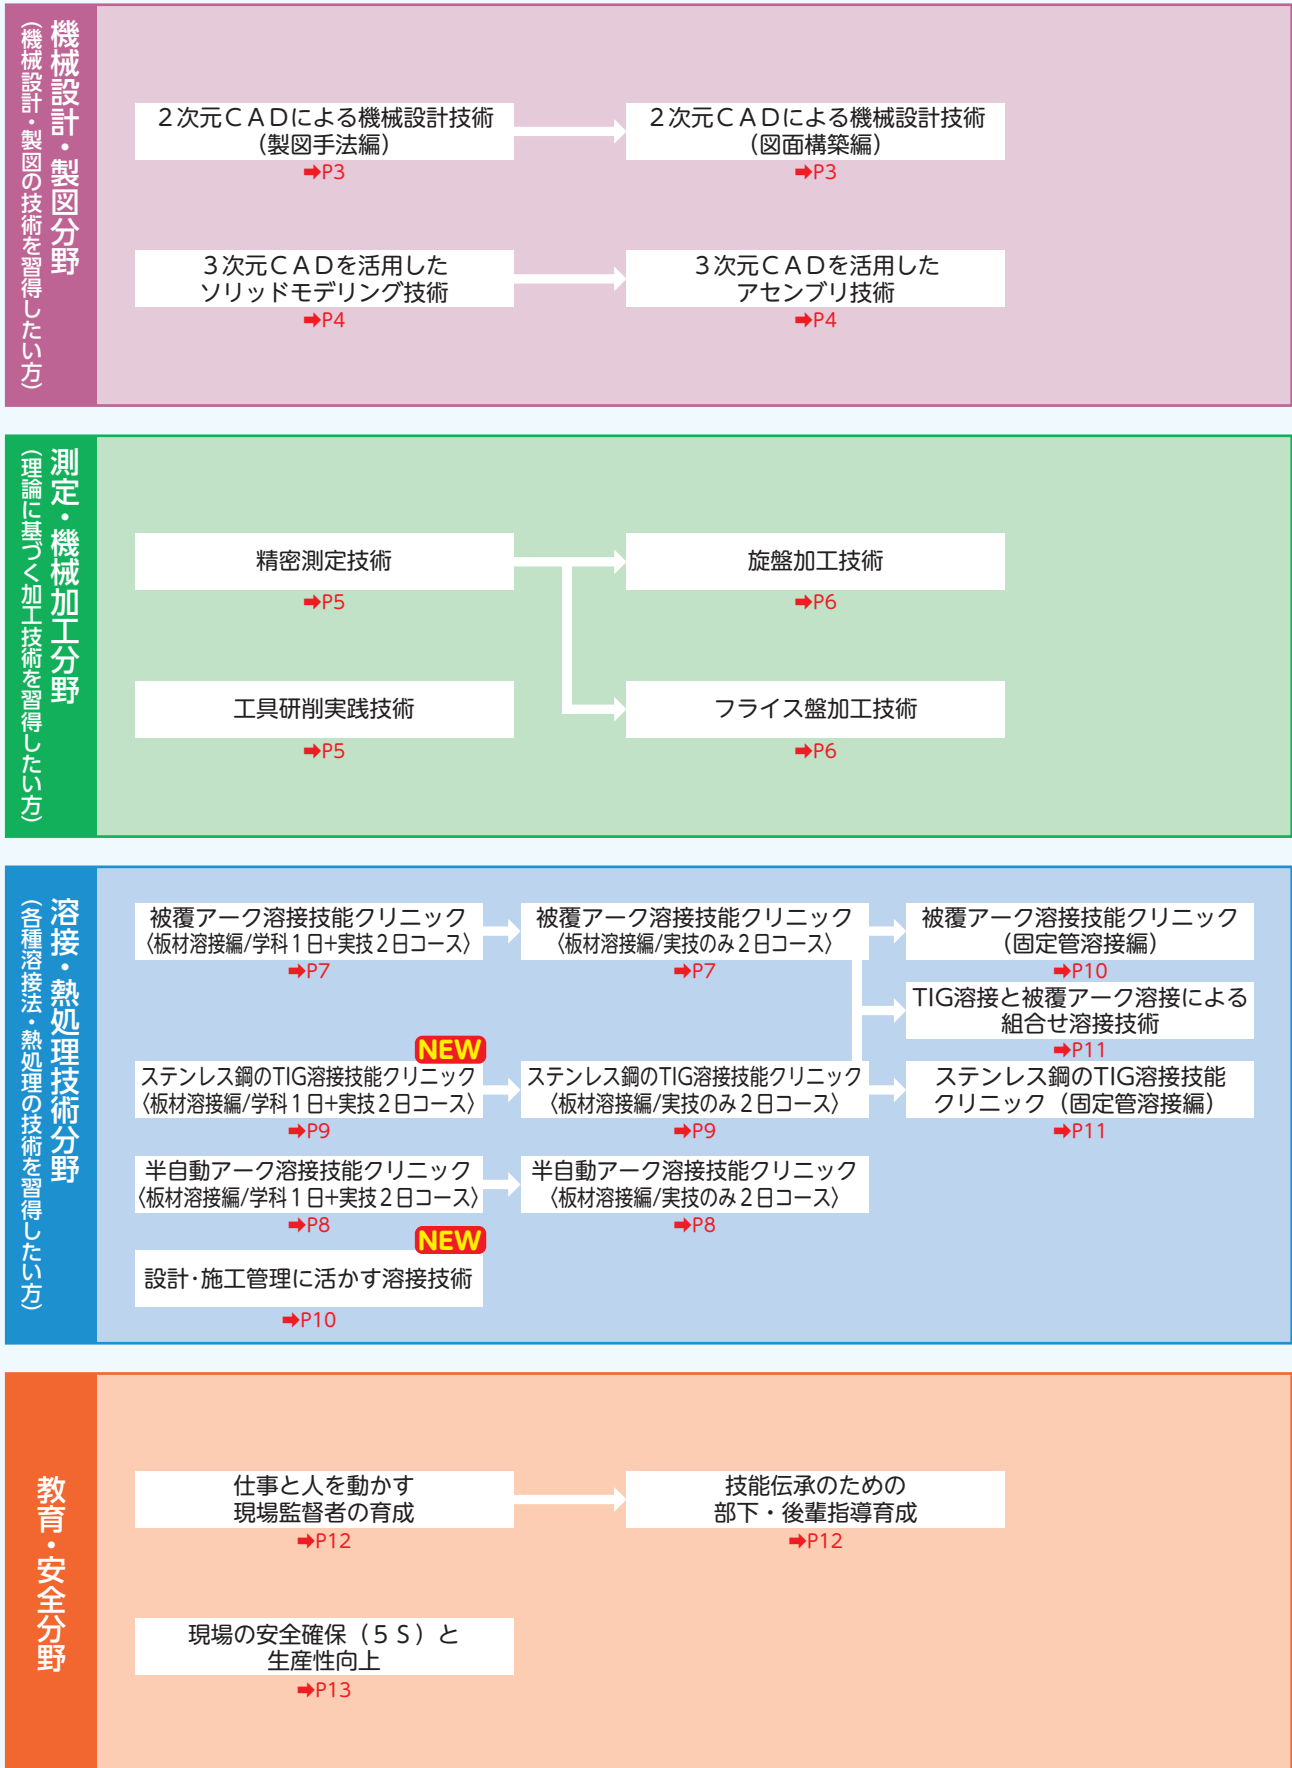 機械設計・製図分野
（機械設計・製図の技術を習得したい方）
２次元ＣＡＤによる機械設計技術
（製図手法編）
➡P3
２次元ＣＡＤによる機械設計技術
（図面構築編）
➡P3
３次元ＣＡＤを活用した
ソリッドモデリング技術
➡P4
３次元ＣＡＤを活用した
アセンブリ技術
➡P4
測定・機械加工分野
（理論に基づく加工技術を習得したい方）
精密測定技術
➡P5
旋盤加工技術
➡P6
工具研削実践技術
➡P5
フライス盤加工技術
➡P6
溶接・熱処理技術分野
（各種溶接法・熱処理の技術を習得したい方）
被覆アーク溶接技能クリニック
〈板材溶接編/学科１日+実技２日コース〉
➡P7
被覆アーク溶接技能クリニック
〈板材溶接編/実技のみ２日コース〉
➡P7
被覆アーク溶接技能クリニック
（固定管溶接編）
➡P10
TIG溶接と被覆アーク溶接による
組合せ溶接技術
➡P11
NEW
ステンレス鋼のTIG溶接技能クリニック
〈板材溶接編/学科１日+実技２日コース〉
➡P9
ステンレス鋼のTIG溶接技能クリニック
〈板材溶接編/実技のみ２日コース〉
➡P9
ステンレス鋼のTIG溶接技能
クリニック（固定管溶接編）
➡P11
半自動アーク溶接技能クリニック
〈板材溶接編/学科１日+実技２日コース〉
➡P8
半自動アーク溶接技能クリニック
〈板材溶接編/実技のみ２日コース〉
➡P8
NEW
設計･施工管理に活かす溶接技術
➡P10
教育・安全分野
仕事と人を動かす
現場監督者の育成
➡P12
技能伝承のための
部下・後輩指導育成
➡P12
現場の安全確保（５Ｓ）と
生産性向上
➡P13